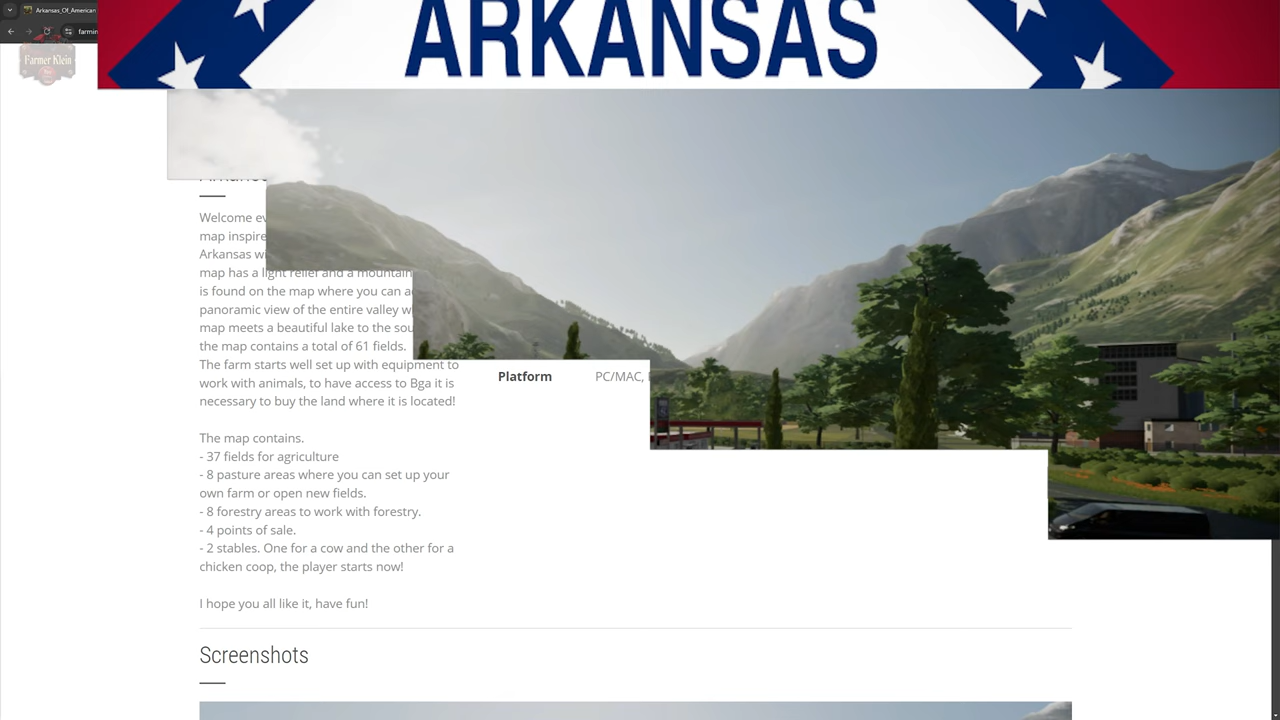 Arkansas_Of_American
farmin
Farmer Klein
ARKANSAS
Welcome ev
map inspire
Arkansas wi
map has a light relief and a mountain
is found on the map where you can a
panoramic view of the entire valley w
map meets a beautiful lake to the sou
the map contains a total of 61 fields.
The farm starts well set up with equipment to
work with animals, to have access to Bga it is
necessary to buy the land where it is located!
Platform PC/MAC,
The map contains.
- 37 fields for agriculture
- 8 pasture areas where you can set up your
own farm or open new fields.
- 8 forestry areas to work with forestry.
- 4 points of sale.
- 2 stables. One for a cow and the other for a
chicken coop, the player starts now!
I hope you all like it, have fun!
Screenshots